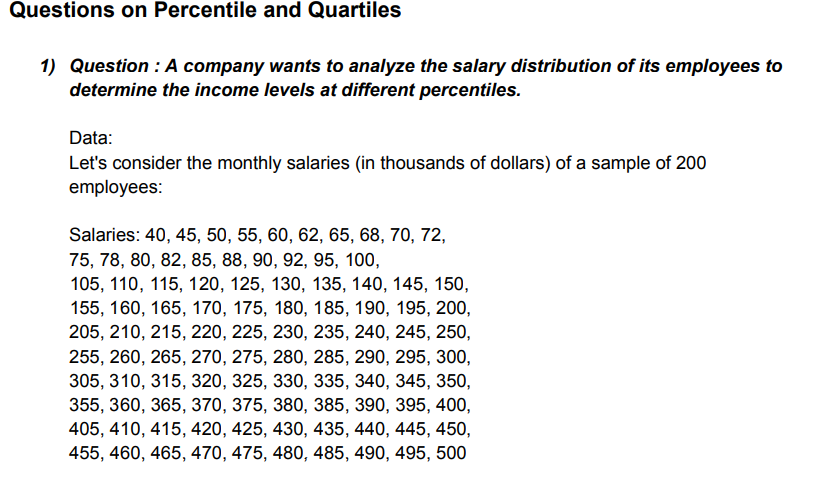 Questions on Percentile and Quartiles
1) Question : A company wants to analyze the salary distribution of its employees to
determine the income levels at different percentiles.
Data:
Let's consider the monthly salaries (in thousands of dollars) of a sample of 200
employees:
Salaries: 40, 45, 50, 55, 60, 62, 65, 68, 70, 72,
75, 78, 80, 82, 85, 88, 90, 92, 95, 100,
105, 110, 115, 120, 125, 130, 135, 140, 145, 150,
155, 160, 165, 170, 175, 180, 185, 190, 195, 200,
205, 210, 215, 220, 225, 230, 235, 240, 245, 250,
255, 260, 265, 270, 275, 280, 285, 290, 295, 300,
305, 310, 315, 320, 325, 330, 335, 340, 345, 350,
355, 360, 365, 370, 375, 380, 385, 390, 395, 400,
405, 410, 415, 420, 425, 430, 435, 440, 445, 450,
455, 460, 465, 470, 475, 480, 485, 490, 495, 500